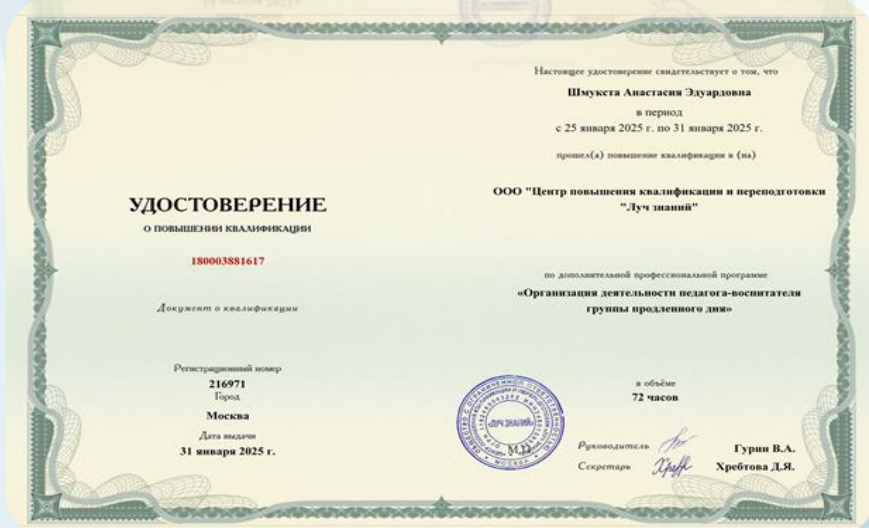 УДОСТОВЕРЕНИЕ
О ПОВЫШЕНИИ КВАЛИФИКАЦИИ
180003881617
Документ о квалификации
Регистрационный номер
216971
Город
Москва
Дата выдачи
31 января 2025 г.
Настоящее удостоверение свидетельствует о том, что
Шмукста Анастасия Эдуардовна
в период
с 25 января 2025 г. по 31 января 2025 г.
прошел(а) повышение квалификации в (на)
ООО "Центр повышения квалификации и переподготовки
"Луч знаний"
по дополнительной профессиональной программе
«Организация деятельности педагога-воспитателя
группы продленного дня»
в объёме
72 часов
«ЛУЧ ЗНАНИЙ»
М.П.
МОСКВА
Руководитель Гурин В.А.
Секретарь Хребтова Д.Я.